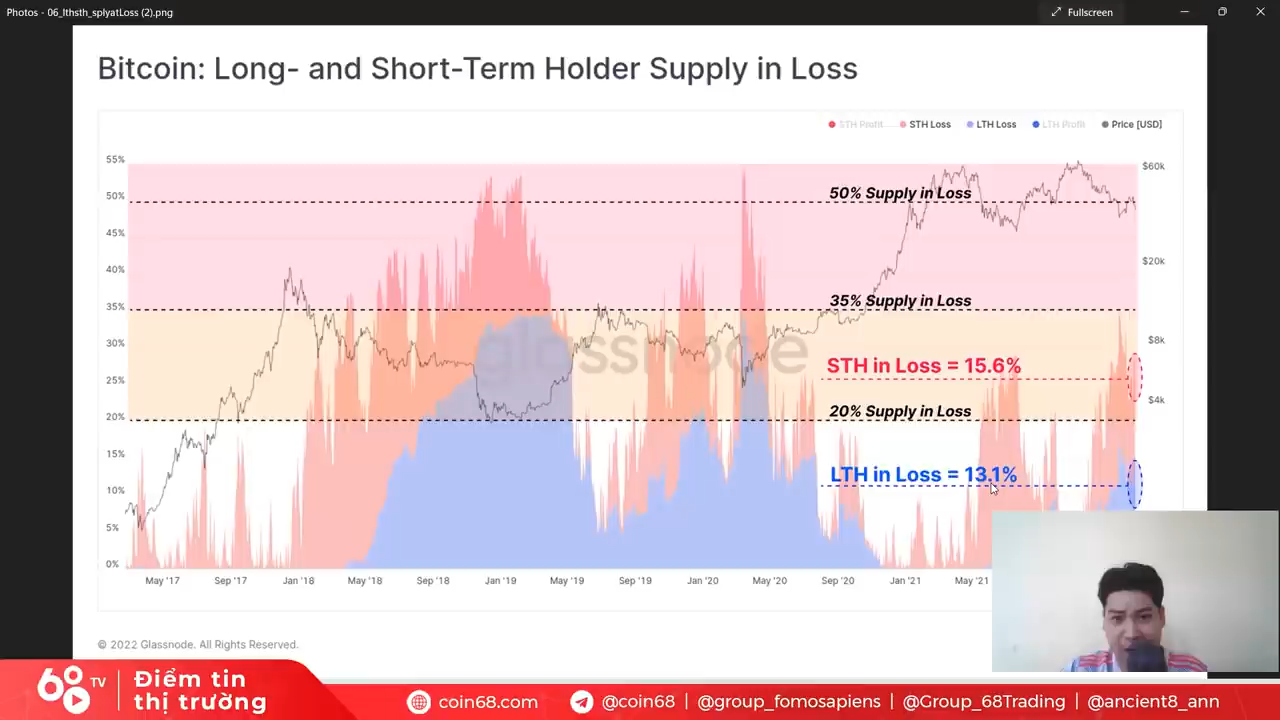 Photos - 06_lthsth_splyatLoss (2).png
Fullscreen
Bitcoin: Long- and Short-Term Holder Supply in Loss
STH Profit
STH Loss
LTH Loss
LTH Profit
Price [USD]
55%
50%
45%
40%
35%
30%
25%
20%
15%
10%
5%
0%
$60k
$20k
$8k
$4k
50% Supply in Loss
35% Supply in Loss
glassnode
STH in Loss = 15.6%
20% Supply in Loss
LTH in Loss = 13.1%
May '17
Sep '17
Jan '18
May '18
Sep '18
Jan '19
May '19
Sep '19
Jan '20
May '20
Sep '20
Jan '21
May '21
© 2022 Glassnode. All Rights Reserved.
68 TV
Điểm tin
thị trường
coin68.com
@coin68 | @group_fomosapiens | @Group_68Trading | @ancient8_ann